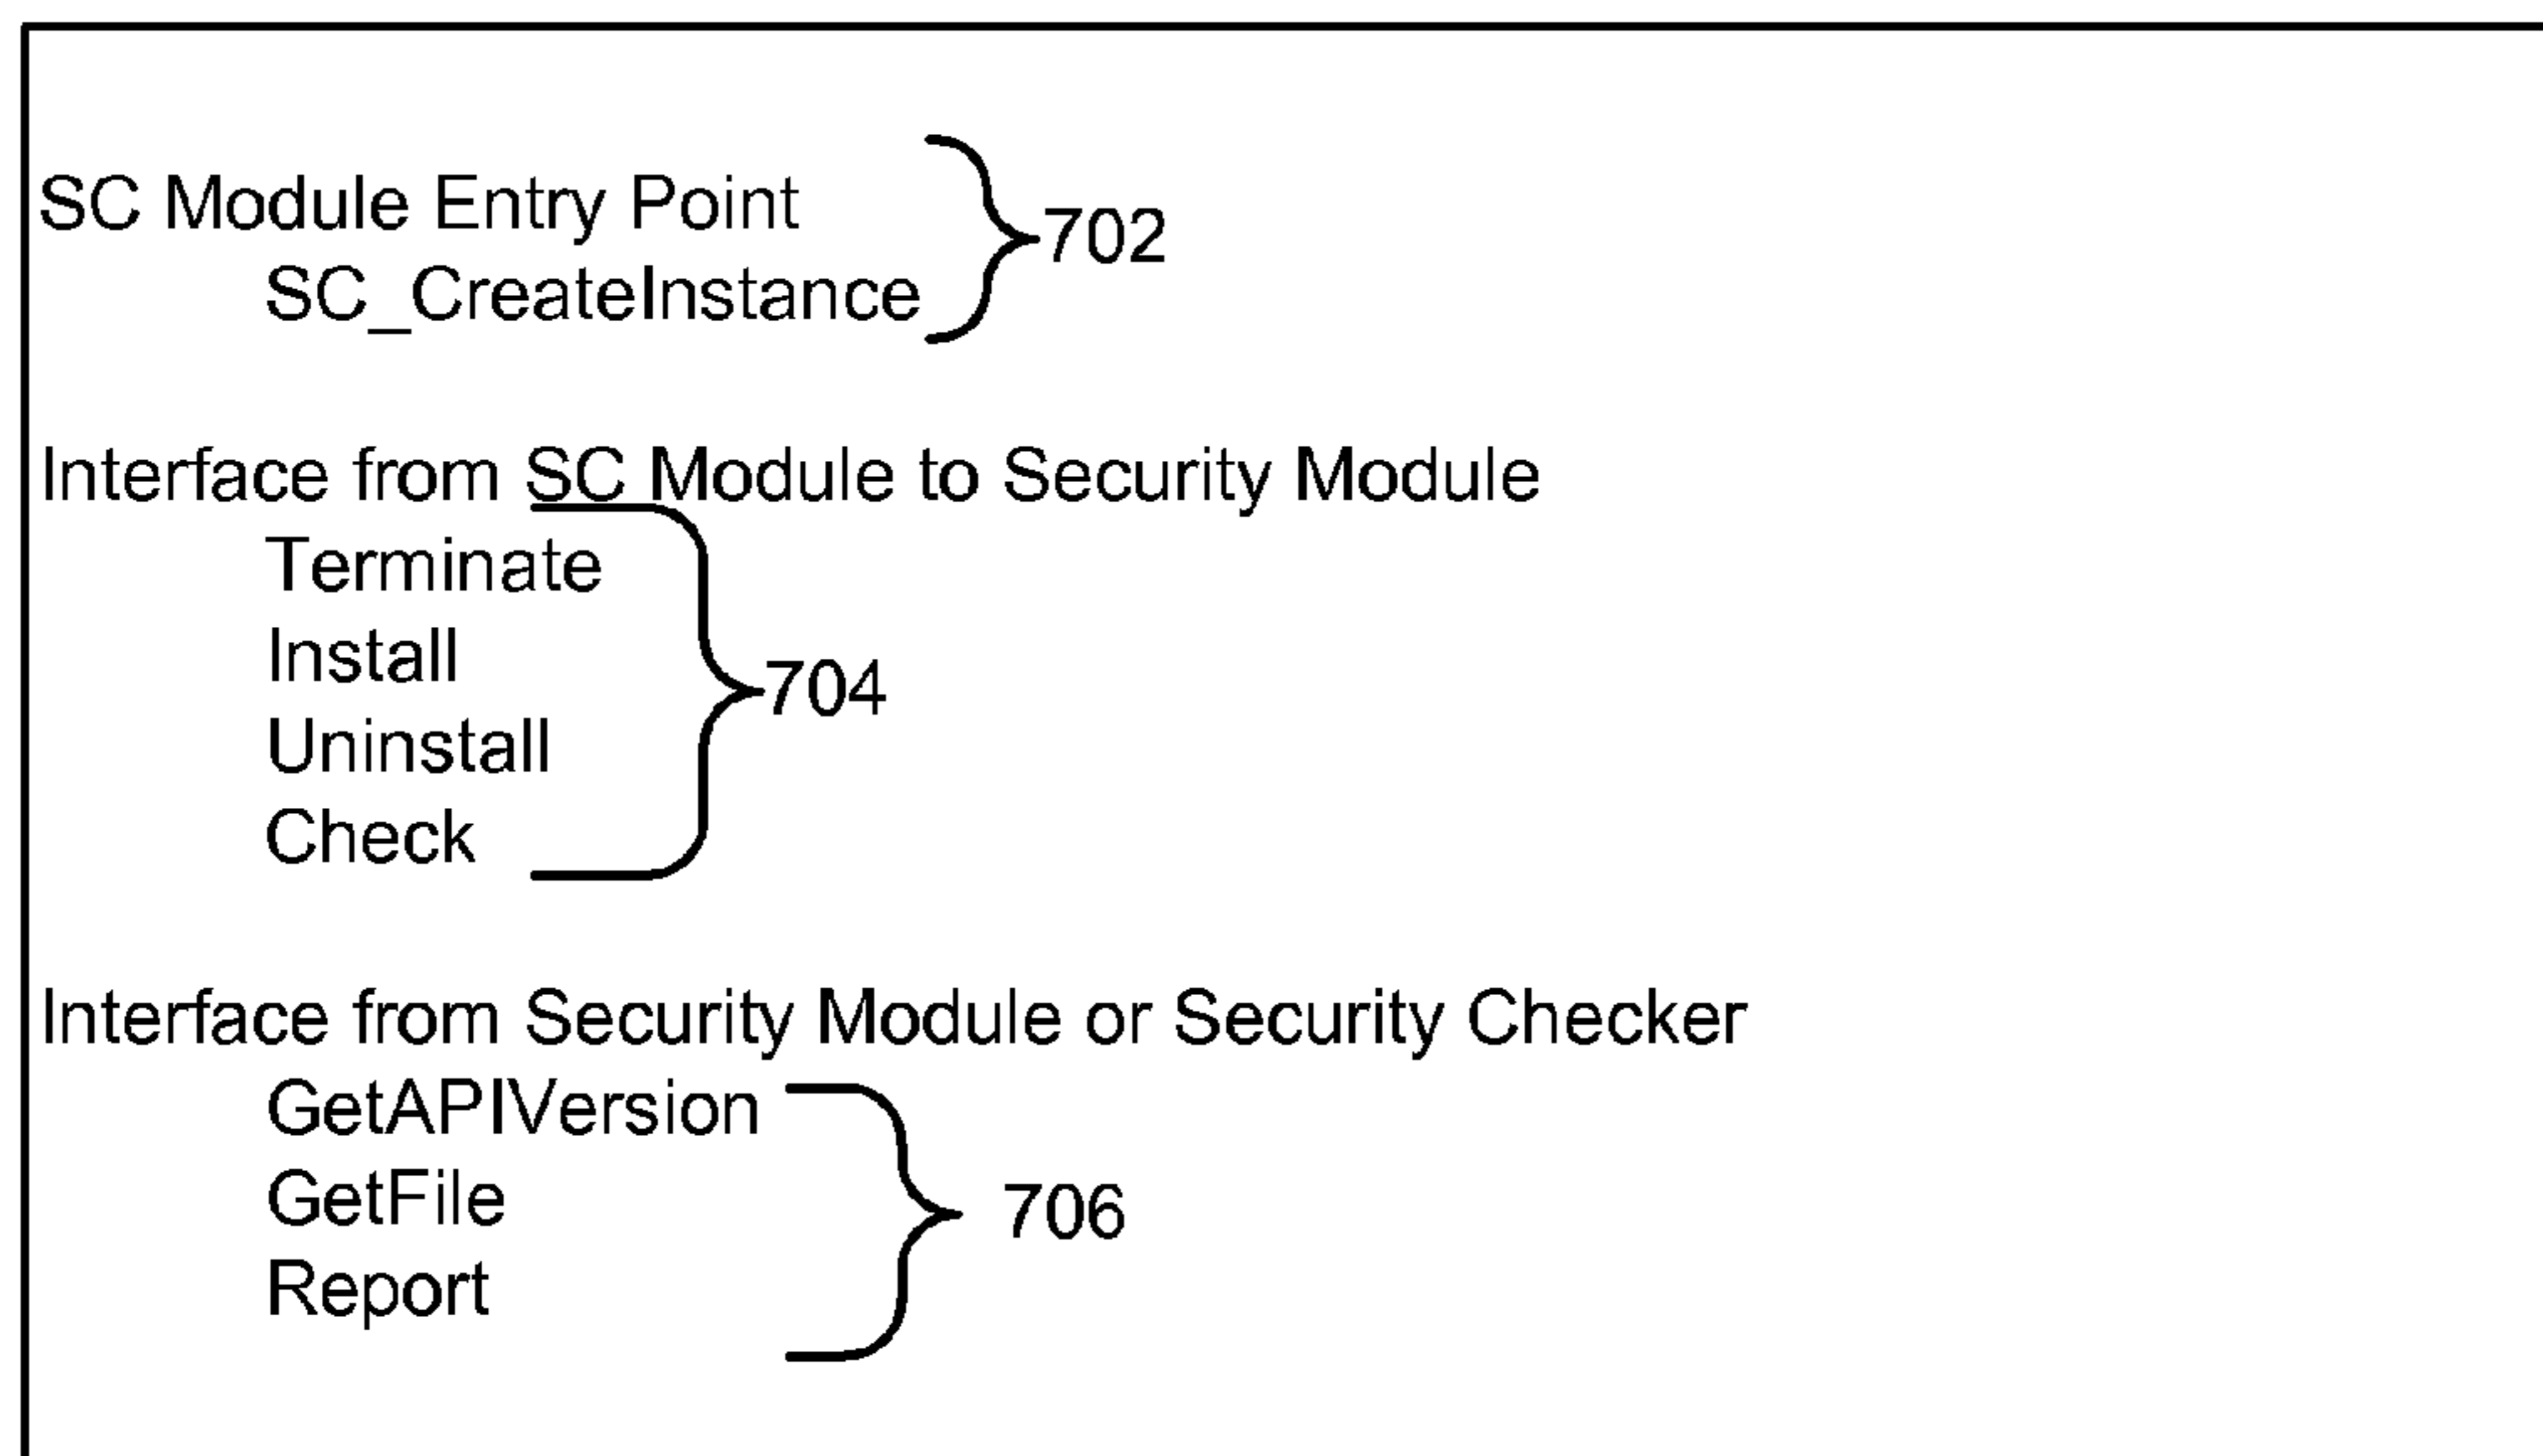 SC Module Entry Point
SC_CreateInstance
702
Interface from SC Module to Security Module
Terminate
Install
Uninstall
Check
704
Interface from Security Module or Security Checker
GetAPIVersion
GetFile
Report
706